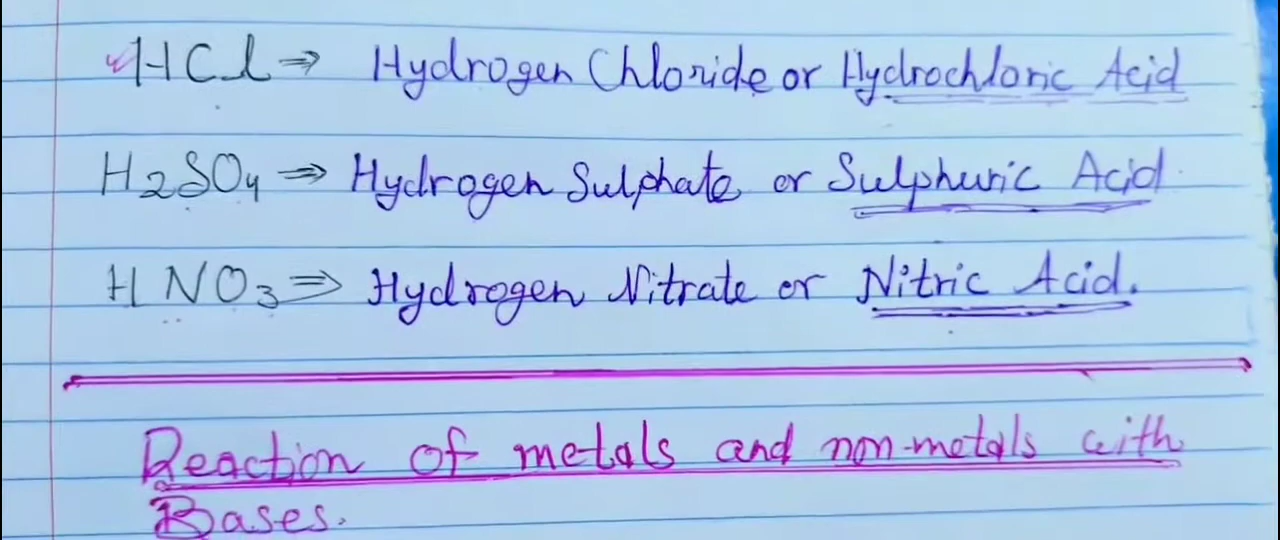 HCl ⇒ Hydrogen Chloride or Hydrochloric Acid
H2SO4 ⇒ Hydrogen Sulphate or Sulphuric Acid
HNO3 ⇒ Hydrogen Nitrate or Nitric Acid.
Reaction of metals and non-metals with
Bases.